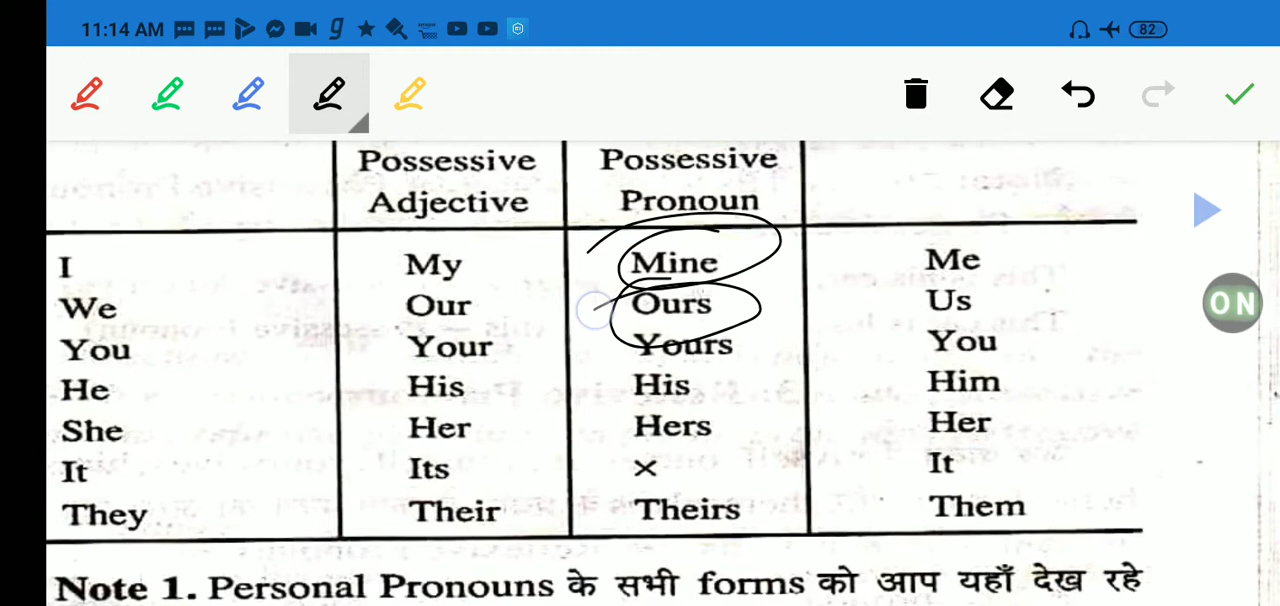 11:14 AM
82
Possessive Adjective Possessive Pronoun
I My Mine Me
We Our Ours Us
You Your Yours You
He His His Him
She Her Hers Her
It Its × It
They Their Theirs Them
Note 1. Personal Pronouns के सभी forms को आप यहाँ देख रहे
ON